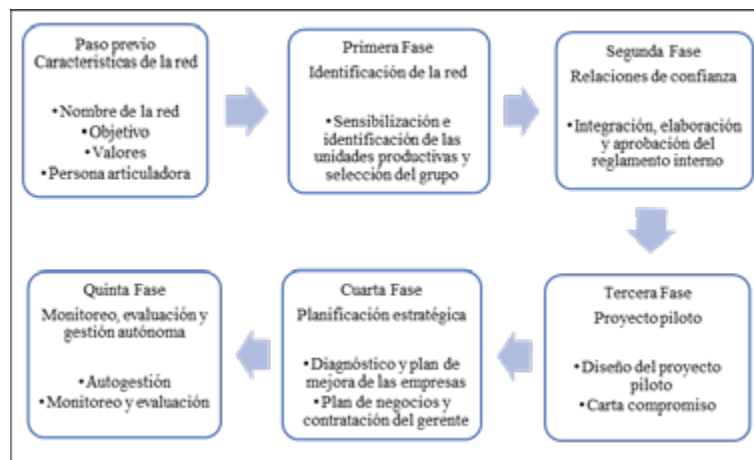 Paso previo
Caracteristicas de la red
•Nombre de la red
•Objetivo
•Valores
•Persona articuladora
Primera Fase
Identificación de la red
•Sensibilización e
identificación de las
unidades productivas y
selección del grupo
Segunda Fase
Relaciones de confianza
•Integración, elaboración
y aprobación del
reglamento interno
Tercera Fase
Proyecto piloto
•Diseño del proyecto
piloto
•Carta compromiso
Cuarta Fase
Planificación estratégica
•Diagnóstico y plan de
mejora de las empresas
•Plan de negocios y
contratación del gerente
Quinta Fase
Monitoreo, evaluación y
gestión autónoma
•Autogestión
•Monitoreo y evaluación